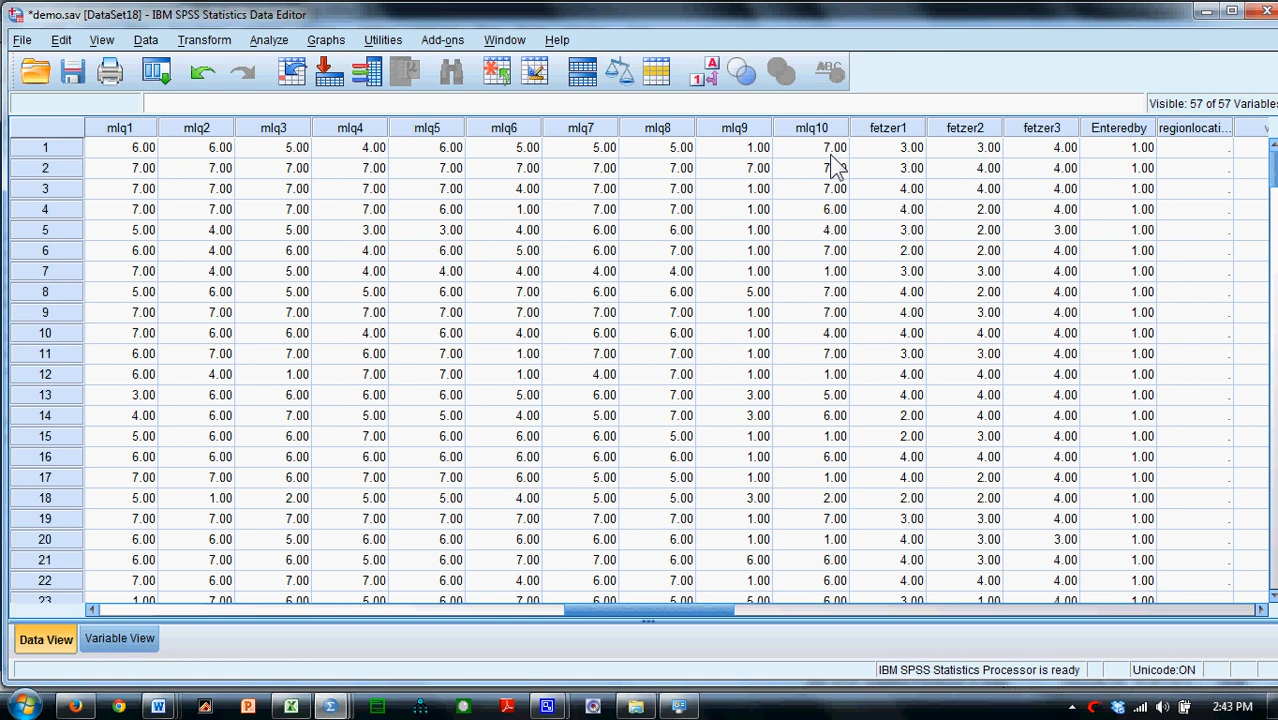 *demo.sav [DataSet18] - IBM SPSS Statistics Data Editor
File Edit View Data Transform Analyze Graphs Utilities Add-ons Window Help
Visible: 57 of 57 Variable
mlq1 mlq2 mlq3 mlq4 mlq5 mlq6 mlq7 mlq8 mlq9 mlq10 fetzer1 fetzer2 fetzer3 Enteredby regionlocati...
1 6.00 6.00 5.00 4.00 6.00 5.00 5.00 5.00 1.00 7.00 3.00 3.00 4.00 1.00 .
2 7.00 7.00 7.00 7.00 7.00 7.00 7.00 7.00 7.00 3.00 4.00 4.00 1.00 .
3 7.00 7.00 7.00 7.00 7.00 4.00 7.00 7.00 1.00 7.00 4.00 4.00 4.00 1.00 .
4 7.00 7.00 7.00 7.00 6.00 1.00 7.00 7.00 1.00 6.00 4.00 2.00 4.00 1.00 .
5 5.00 4.00 5.00 3.00 3.00 4.00 6.00 6.00 1.00 4.00 3.00 2.00 3.00 1.00 .
6 6.00 4.00 6.00 4.00 6.00 5.00 6.00 7.00 1.00 7.00 2.00 2.00 4.00 1.00 .
7 7.00 4.00 5.00 4.00 4.00 4.00 4.00 4.00 1.00 1.00 3.00 3.00 4.00 1.00 .
8 5.00 6.00 5.00 5.00 6.00 7.00 6.00 6.00 5.00 7.00 4.00 2.00 4.00 1.00 .
9 7.00 7.00 7.00 7.00 7.00 7.00 7.00 7.00 1.00 7.00 4.00 3.00 4.00 1.00 .
10 7.00 6.00 6.00 4.00 6.00 4.00 6.00 6.00 1.00 4.00 4.00 4.00 4.00 1.00 .
11 6.00 7.00 7.00 6.00 7.00 1.00 7.00 7.00 1.00 7.00 3.00 3.00 4.00 1.00 .
12 6.00 4.00 1.00 7.00 7.00 1.00 4.00 7.00 1.00 1.00 4.00 4.00 4.00 1.00 .
13 3.00 6.00 6.00 6.00 6.00 5.00 6.00 7.00 3.00 5.00 4.00 4.00 4.00 1.00 .
14 4.00 6.00 7.00 5.00 5.00 4.00 5.00 7.00 3.00 6.00 2.00 4.00 4.00 1.00 .
15 5.00 6.00 6.00 7.00 6.00 6.00 6.00 5.00 1.00 1.00 2.00 3.00 4.00 1.00 .
16 6.00 6.00 6.00 6.00 6.00 6.00 6.00 6.00 1.00 6.00 4.00 4.00 4.00 1.00 .
17 7.00 7.00 6.00 7.00 6.00 7.00 5.00 5.00 1.00 1.00 4.00 3.00 4.00 1.00 .
18 5.00 1.00 2.00 5.00 5.00 4.00 5.00 5.00 3.00 2.00 2.00 2.00 4.00 1.00 .
19 7.00 7.00 7.00 7.00 7.00 7.00 7.00 7.00 1.00 7.00 3.00 3.00 4.00 1.00 .
20 6.00 6.00 5.00 6.00 6.00 6.00 6.00 6.00 1.00 1.00 4.00 3.00 3.00 1.00 .
21 6.00 7.00 6.00 5.00 6.00 7.00 7.00 6.00 6.00 6.00 4.00 3.00 4.00 1.00 .
22 7.00 6.00 7.00 7.00 6.00 4.00 6.00 7.00 1.00 6.00 4.00 4.00 4.00 1.00 .
23 1.00 7.00 6.00 5.00 6.00 6.00 6.00 5.00 6.00 3.00 1.00 4.00 1.00
Data View Variable View
IBM SPSS Statistics Processor is ready Unicode:ON
2:43 PM